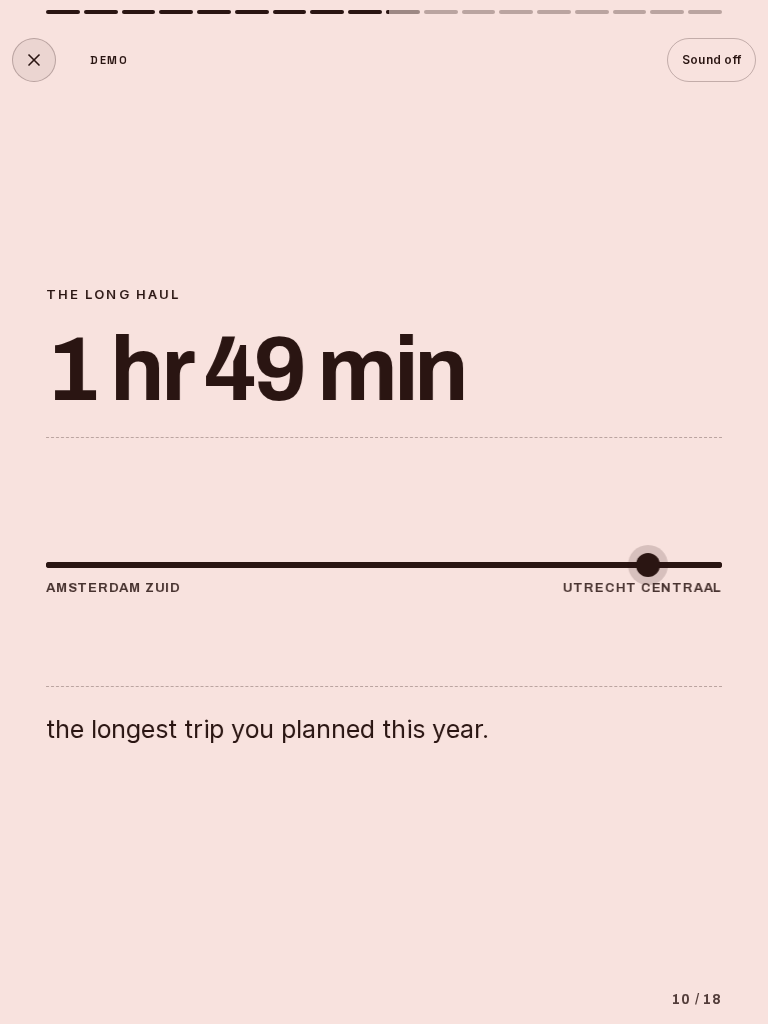 DEMO
Sound off
THE LONG HAUL
1 hr 49 min
AMSTERDAM ZUID
UTRECHT CENTRAAL
the longest trip you planned this year.
10 / 18